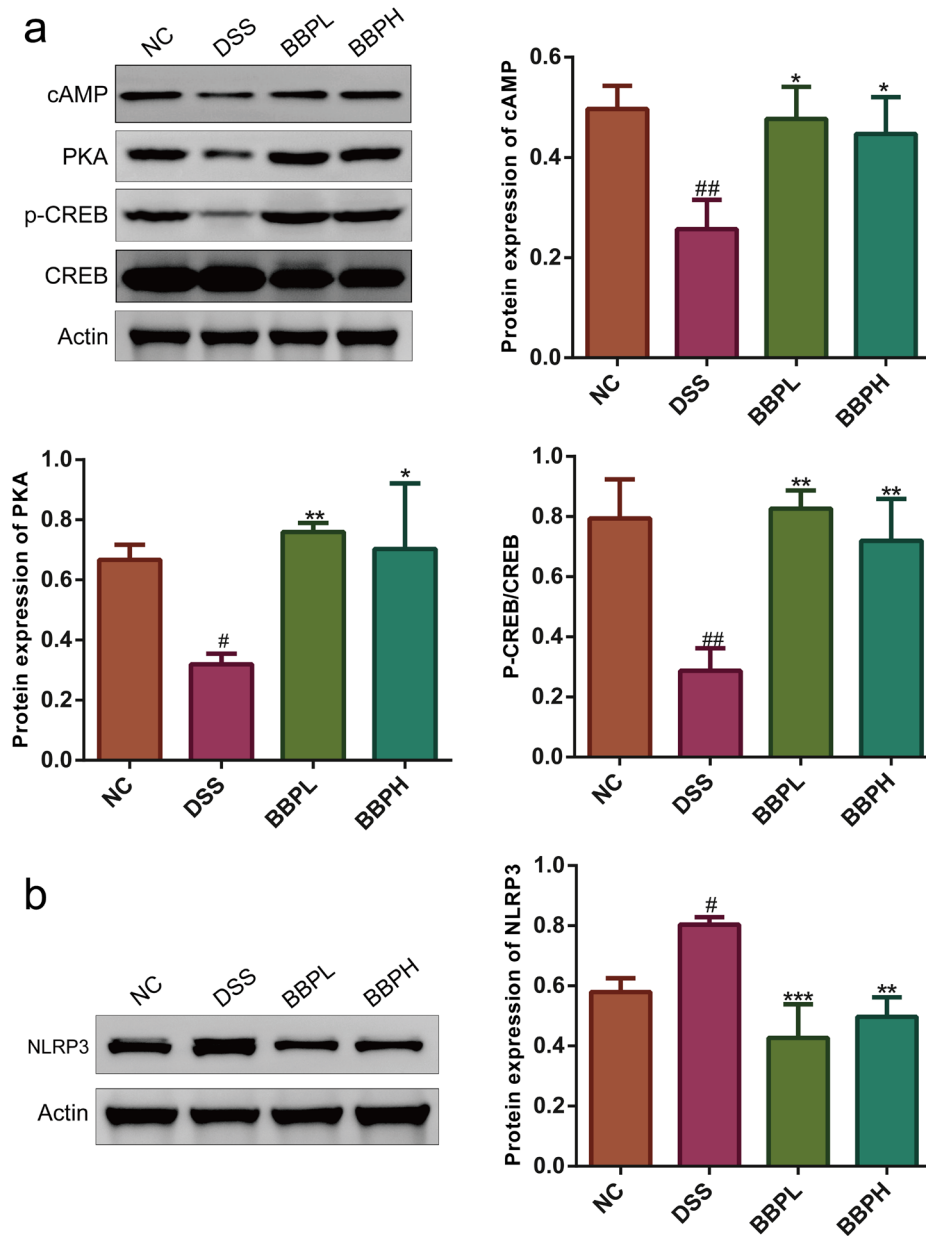 a
NC DSS BBPL BBPH
cAMP
PKA
p-CREB
CREB
Actin
Protein expression of cAMP
0.6
0.4
0.2
0.0
##
*
*
NC DSS BBPL BBPH
Protein expression of PKA
1.0
0.8
0.6
0.4
0.2
0.0
#
**
*
NC DSS BBPL BBPH
P-CREB/CREB
1.0
0.8
0.6
0.4
0.2
0.0
##
**
**
NC DSS BBPL BBPH
b
NC DSS BBPL BBPH
NLRP3
Actin
Protein expression of NLRP3
1.0
0.8
0.6
0.4
0.2
0.0
#
***
**
NC DSS BBPL BBPH